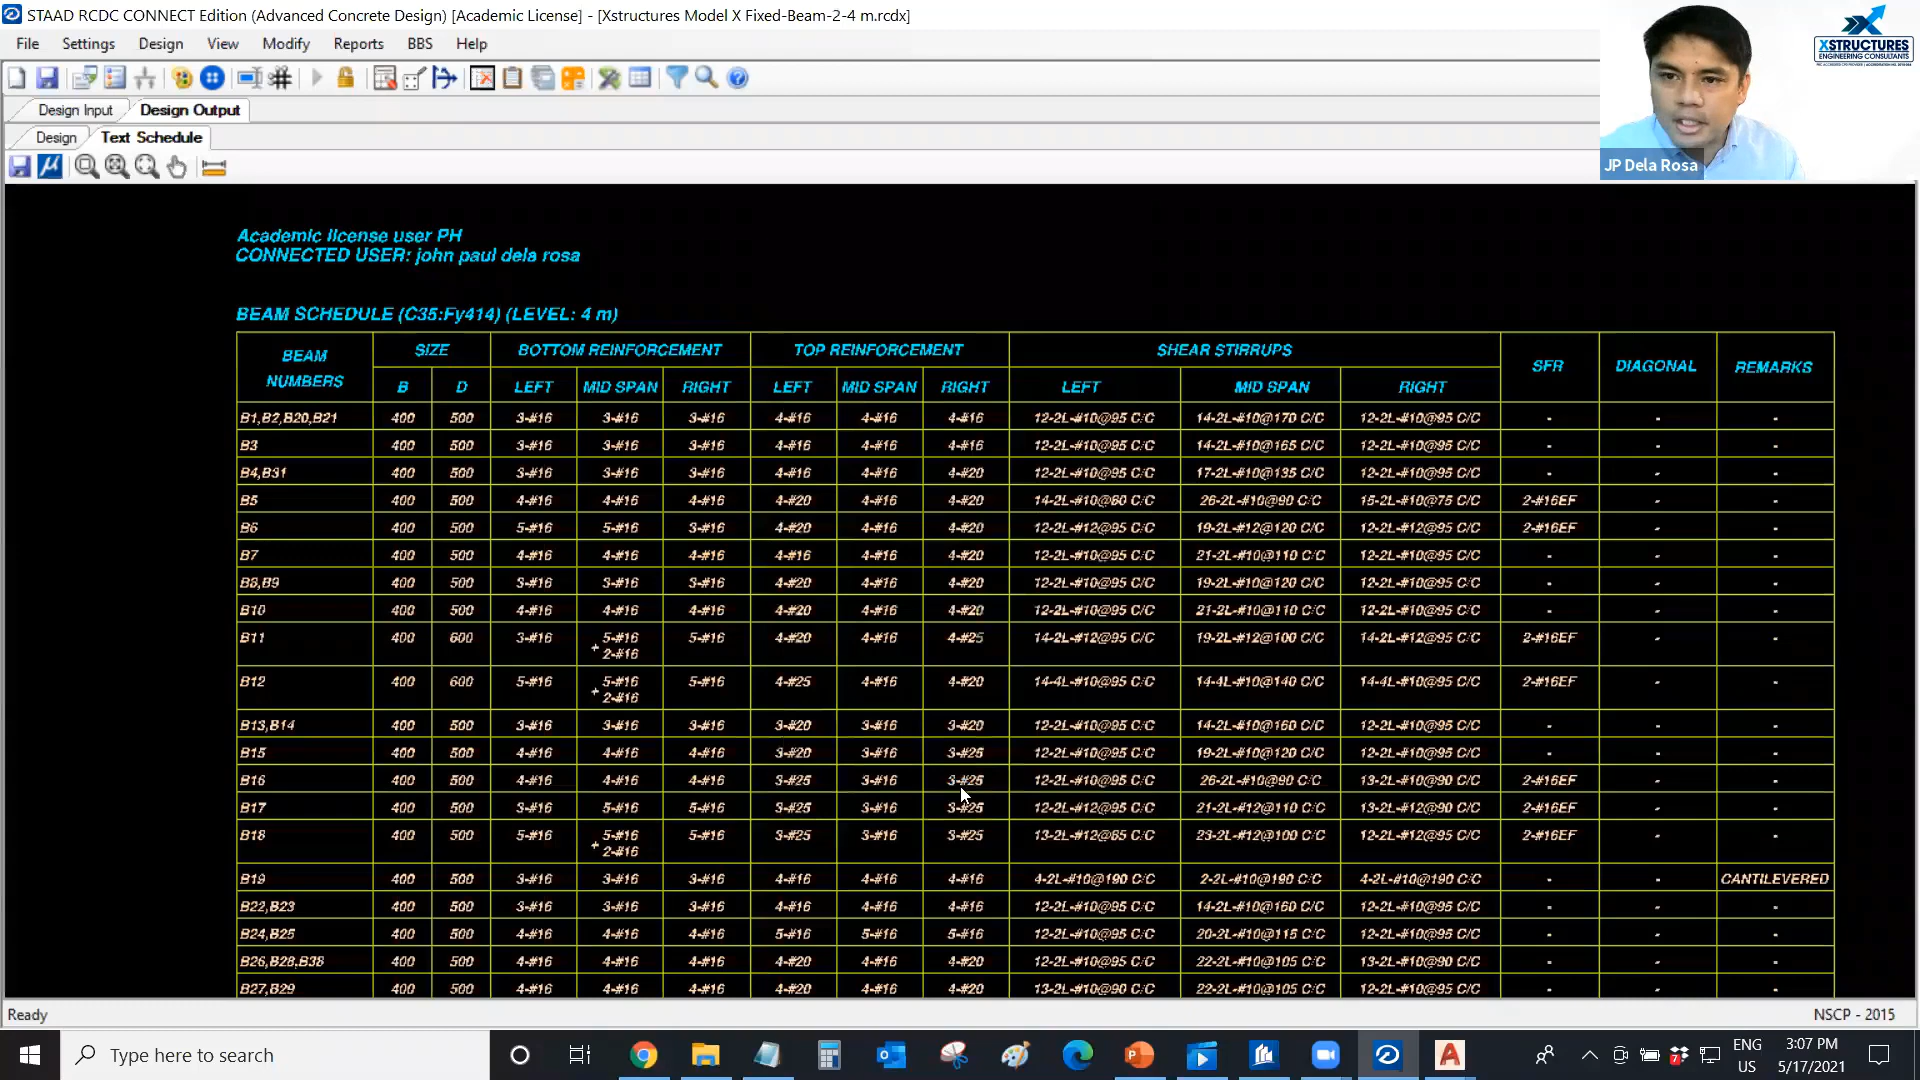 STAAD RCDC CONNECT Edition (Advanced Concrete Design) [Academic License] - [Xstructures Model X Fixed-Beam-2-4 m.rcdx]
File Settings Design View Modify Reports BBS Help
Design Input Design Output
Design Text Schedule
XSTRUCTURES
ENGINEERING CONSULTANTS
JP Dela Rosa
Academic license user PH
CONNECTED USER: john paul dela rosa
BEAM SCHEDULE (C35:Fy414) (LEVEL: 4 m)
BEAM NUMBERS SIZE BOTTOM REINFORCEMENT TOP REINFORCEMENT SHEAR STIRRUPS SFR DIAGONAL REMARKS
B D LEFT MID SPAN RIGHT LEFT MID SPAN RIGHT LEFT MID SPAN RIGHT
B1,B2,B20,B21 400 500 3-#16 3-#16 3-#16 4-#16 4-#16 4-#16 12-2L-#10@95 C/C 14-2L-#10@170 C/C 12-2L-#10@95 C/C - - -
B3 400 500 3-#16 3-#16 3-#16 4-#16 4-#16 4-#16 12-2L-#10@95 C/C 14-2L-#10@165 C/C 12-2L-#10@95 C/C - - -
B4,B31 400 500 3-#16 3-#16 3-#16 4-#16 4-#16 4-#20 12-2L-#10@95 C/C 17-2L-#10@135 C/C 12-2L-#10@95 C/C - - -
B5 400 500 4-#16 4-#16 4-#16 4-#20 4-#16 4-#20 14-2L-#10@80 C/C 26-2L-#10@90 C/C 15-2L-#10@75 C/C 2-#16EF - -
B6 400 500 5-#16 5-#16 3-#16 4-#20 4-#16 4-#20 12-2L-#12@95 C/C 19-2L-#12@120 C/C 12-2L-#12@95 C/C 2-#16EF - -
B7 400 500 4-#16 4-#16 4-#16 4-#16 4-#16 4-#20 12-2L-#10@95 C/C 21-2L-#10@110 C/C 12-2L-#10@95 C/C - - -
B8,B9 400 500 3-#16 3-#16 3-#16 4-#20 4-#16 4-#20 12-2L-#10@95 C/C 19-2L-#10@120 C/C 12-2L-#10@95 C/C - - -
B10 400 500 4-#16 4-#16 4-#16 4-#20 4-#16 4-#20 12-2L-#10@95 C/C 21-2L-#10@110 C/C 12-2L-#10@95 C/C - - -
B11 400 600 3-#16 5-#16 + 2-#16 5-#16 4-#20 4-#16 4-#25 14-2L-#12@95 C/C 19-2L-#12@100 C/C 14-2L-#12@95 C/C 2-#16EF - -
B12 400 600 5-#16 5-#16 + 2-#16 5-#16 4-#25 4-#16 4-#20 14-4L-#10@95 C/C 14-4L-#10@140 C/C 14-4L-#10@95 C/C 2-#16EF - -
B13,B14 400 500 3-#16 3-#16 3-#16 3-#20 3-#16 3-#20 12-2L-#10@95 C/C 14-2L-#10@160 C/C 12-2L-#10@95 C/C - - -
B15 400 500 4-#16 4-#16 4-#16 3-#20 3-#16 3-#25 12-2L-#10@95 C/C 19-2L-#10@120 C/C 12-2L-#10@95 C/C - - -
B16 400 500 4-#16 4-#16 4-#16 3-#25 3-#16 3-#25 12-2L-#10@95 C/C 26-2L-#10@90 C/C 13-2L-#10@90 C/C 2-#16EF - -
B17 400 500 3-#16 5-#16 5-#16 3-#25 3-#16 3-#25 12-2L-#12@95 C/C 21-2L-#12@110 C/C 13-2L-#12@90 C/C 2-#16EF - -
B18 400 500 5-#16 5-#16 + 2-#16 5-#16 3-#25 3-#16 3-#25 13-2L-#12@85 C/C 23-2L-#12@100 C/C 12-2L-#12@95 C/C 2-#16EF - -
B19 400 500 3-#16 3-#16 3-#16 4-#16 4-#16 4-#16 4-2L-#10@190 C/C 2-2L-#10@190 C/C 4-2L-#10@190 C/C - - CANTILEVERED
B22,B23 400 500 3-#16 3-#16 3-#16 4-#16 4-#16 4-#16 12-2L-#10@95 C/C 14-2L-#10@160 C/C 12-2L-#10@95 C/C - - -
B24,B25 400 500 4-#16 4-#16 4-#16 5-#16 5-#16 5-#16 12-2L-#10@95 C/C 20-2L-#10@115 C/C 12-2L-#10@95 C/C - - -
B26,B28,B38 400 500 4-#16 4-#16 4-#16 4-#20 4-#16 4-#20 12-2L-#10@95 C/C 22-2L-#10@105 C/C 13-2L-#10@90 C/C - - -
B27,B29 400 500 4-#16 4-#16 4-#16 4-#20 4-#16 4-#20 13-2L-#10@90 C/C 22-2L-#10@105 C/C 12-2L-#10@95 C/C - - -
Ready NSCP - 2015
Type here to search
ENG
US
3:07 PM
5/17/2021